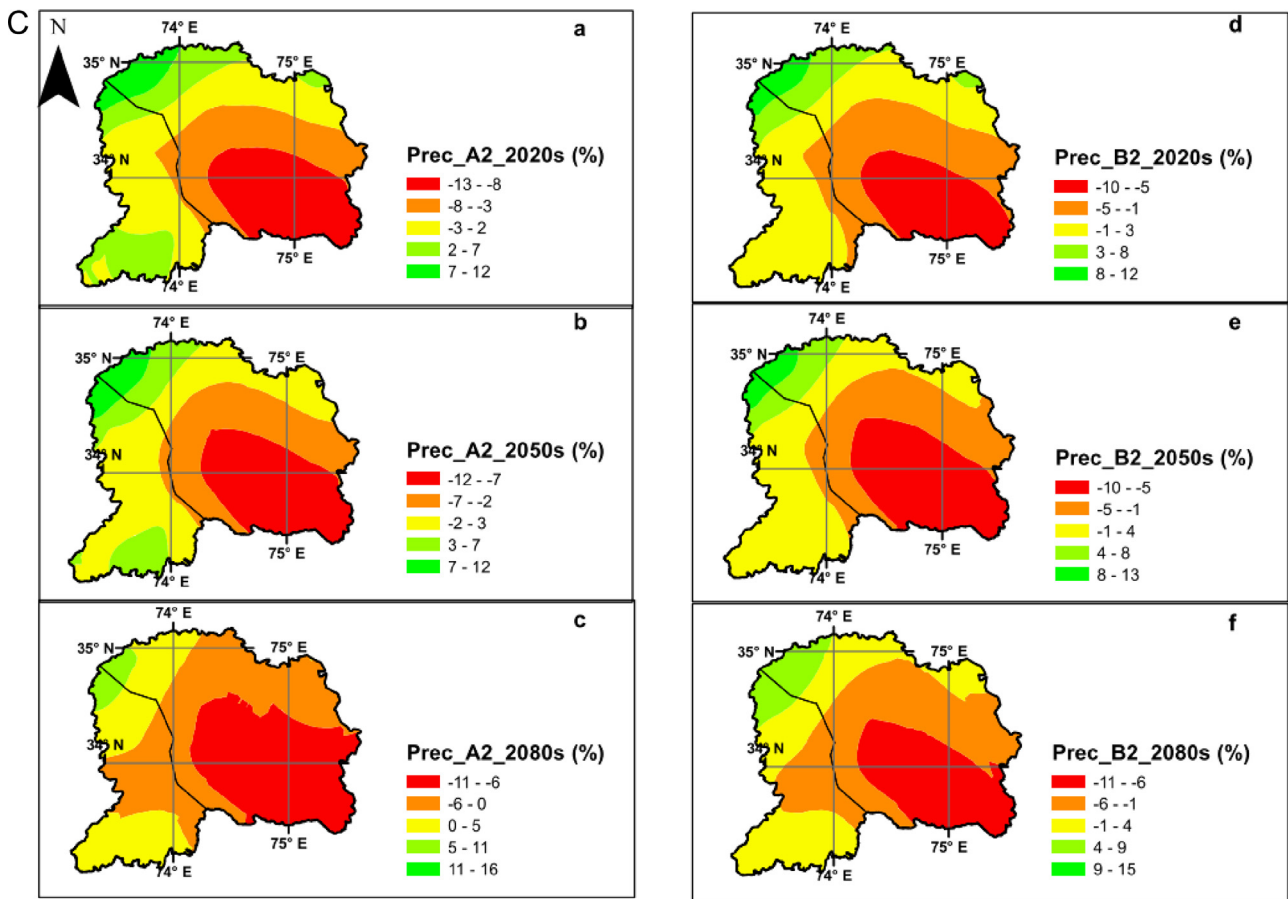 C
N
74° E
a
35° N
75° E
34° N
75° E
74° E
Prec_A2_2020s (%)
-13 - -8
-8 - -3
-3 - 2
2 - 7
7 - 12
74° E
b
35° N
75° E
34° N
75° E
74° E
Prec_A2_2050s (%)
-12 - -7
-7 - -2
-2 - 3
3 - 7
7 - 12
74° E
c
35° N
75° E
34° N
75° E
74° E
Prec_A2_2080s (%)
-11 - -6
-6 - 0
0 - 5
5 - 11
11 - 16
74° E
d
35° N
75° E
34° N
75° E
74° E
Prec_B2_2020s (%)
-10 - -5
-5 - -1
-1 - 3
3 - 8
8 - 12
74° E
e
35° N
75° E
34° N
75° E
74° E
Prec_B2_2050s (%)
-10 - -5
-5 - -1
-1 - 4
4 - 8
8 - 13
74° E
f
35° N
75° E
34° N
75° E
74° E
Prec_B2_2080s (%)
-11 - -6
-6 - -1
-1 - 4
4 - 9
9 - 15